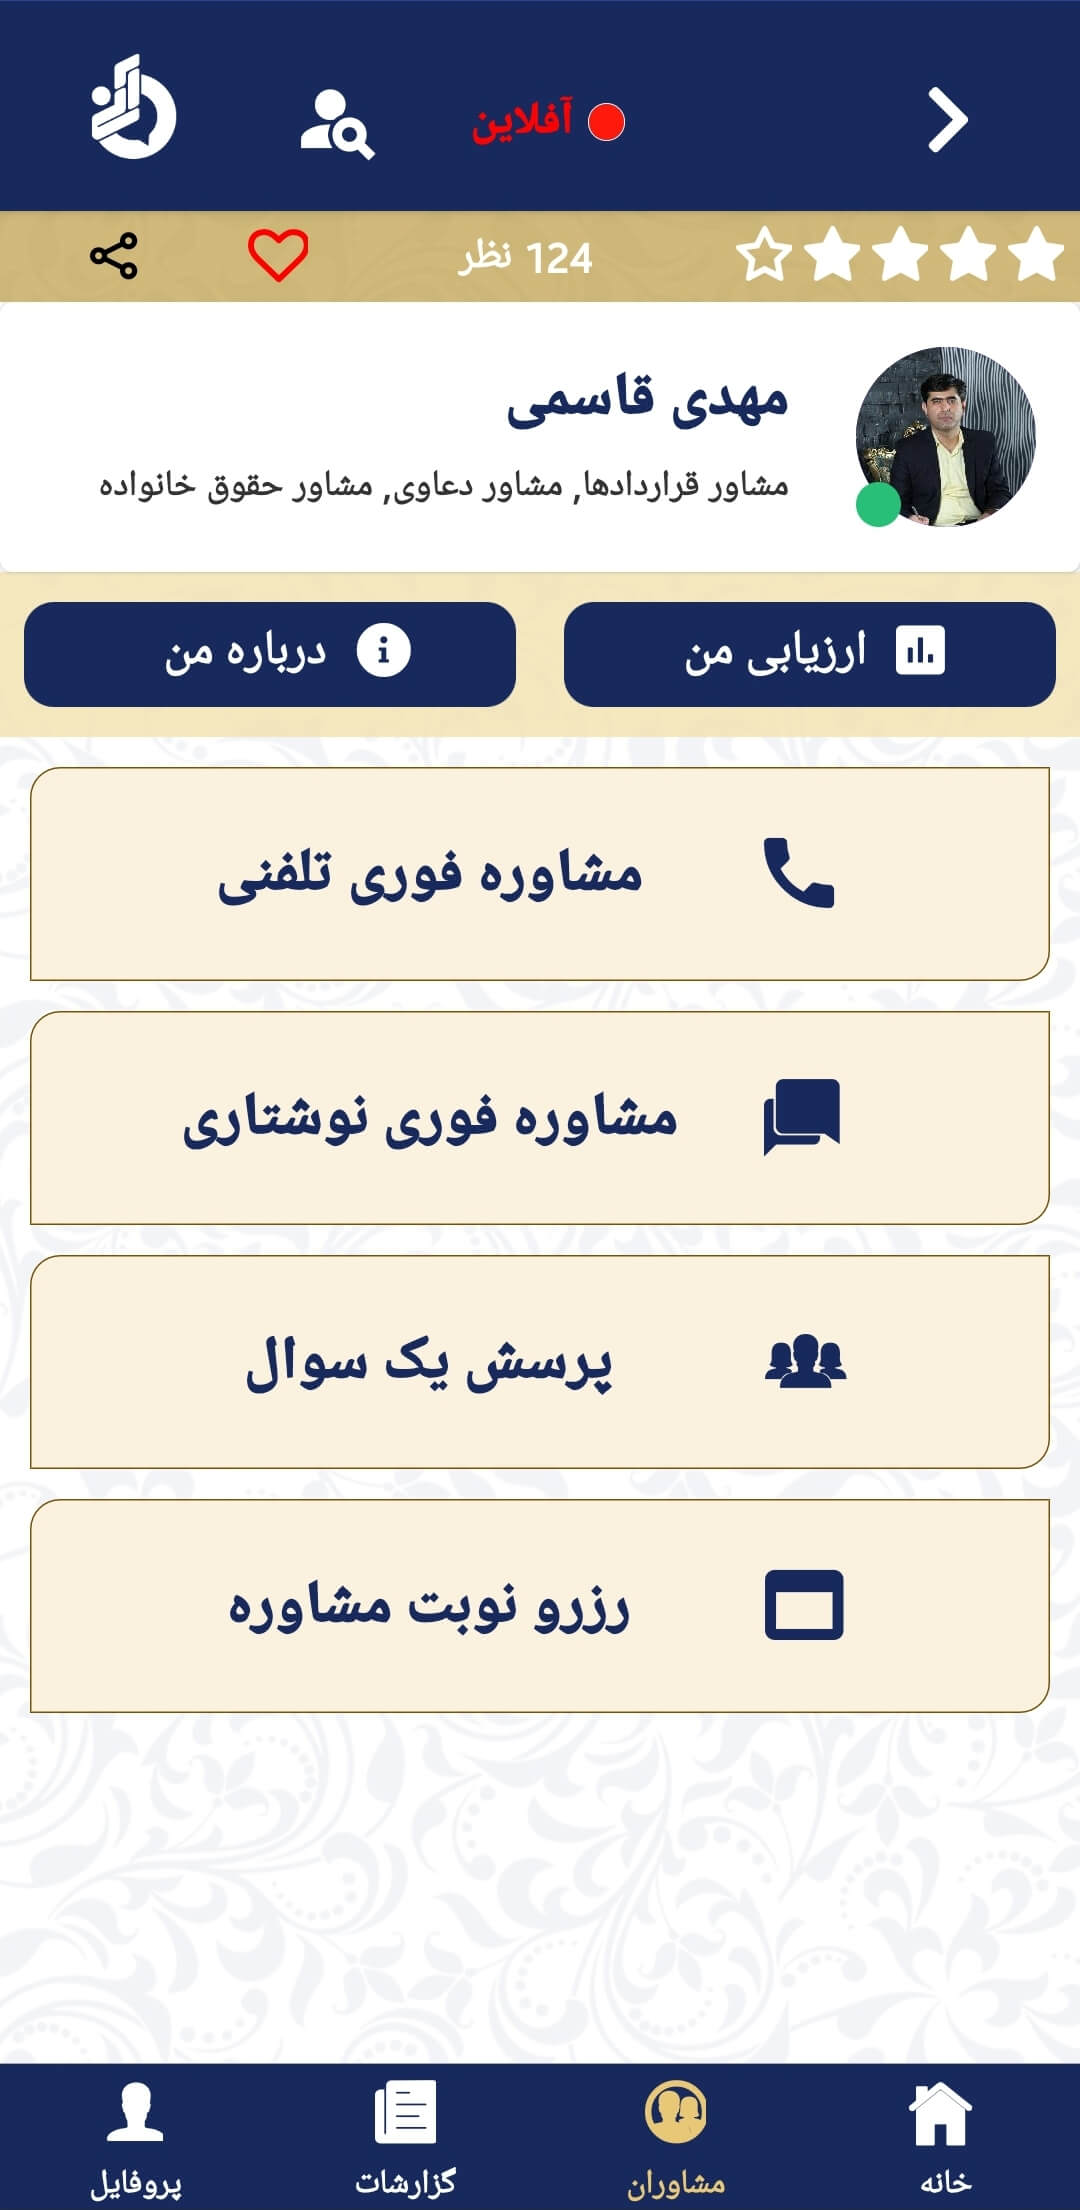 آفلاین
124 نظر
مهدی قاسمی
مشاور قراردادها, مشاور دعاوی, مشاور حقوق خانواده
ارزیابی من
درباره من
مشاوره فوری تلفنی
مشاوره فوری نوشتاری
پرسش یک سوال
رزرو نوبت مشاوره
خانه
مشاوران
گزارشات
پروفایل